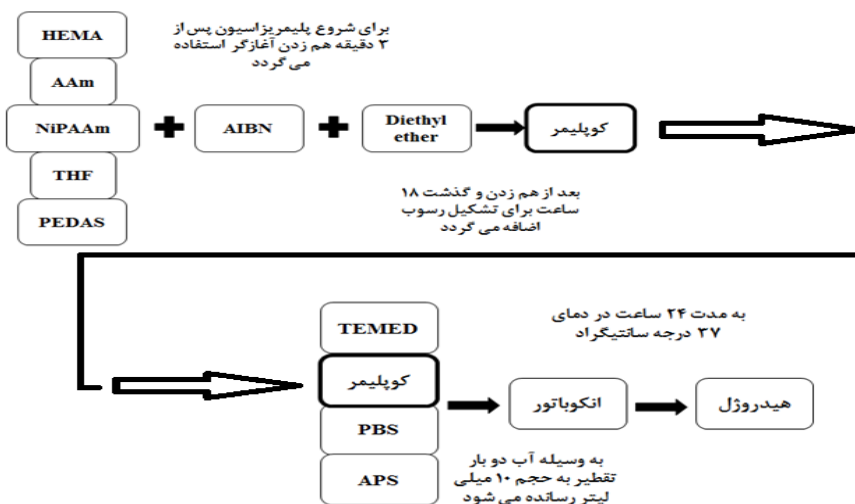 HEMA
AAm
NiPAAm
THF
PEDAS
برای شروع پلیمریزاسیون پس از
۳ دقیقه هم زدن آغازگر استفاده
می گردد
AIBN
Diethyl
ether
کوپلیمر
بعد از هم زدن و گذشت ۱۸
ساعت برای تشکیل رسوب
اضافه می گردد
TEMED
کوپلیمر
PBS
APS
به مدت ۲۴ ساعت در دمای
۳۷ درجه سانتیگراد
انکوباتور
هیدروژل
به وسیله آب دو بار
تقطیر به حجم ۱۰ میلی
لیتر رسانده می شود